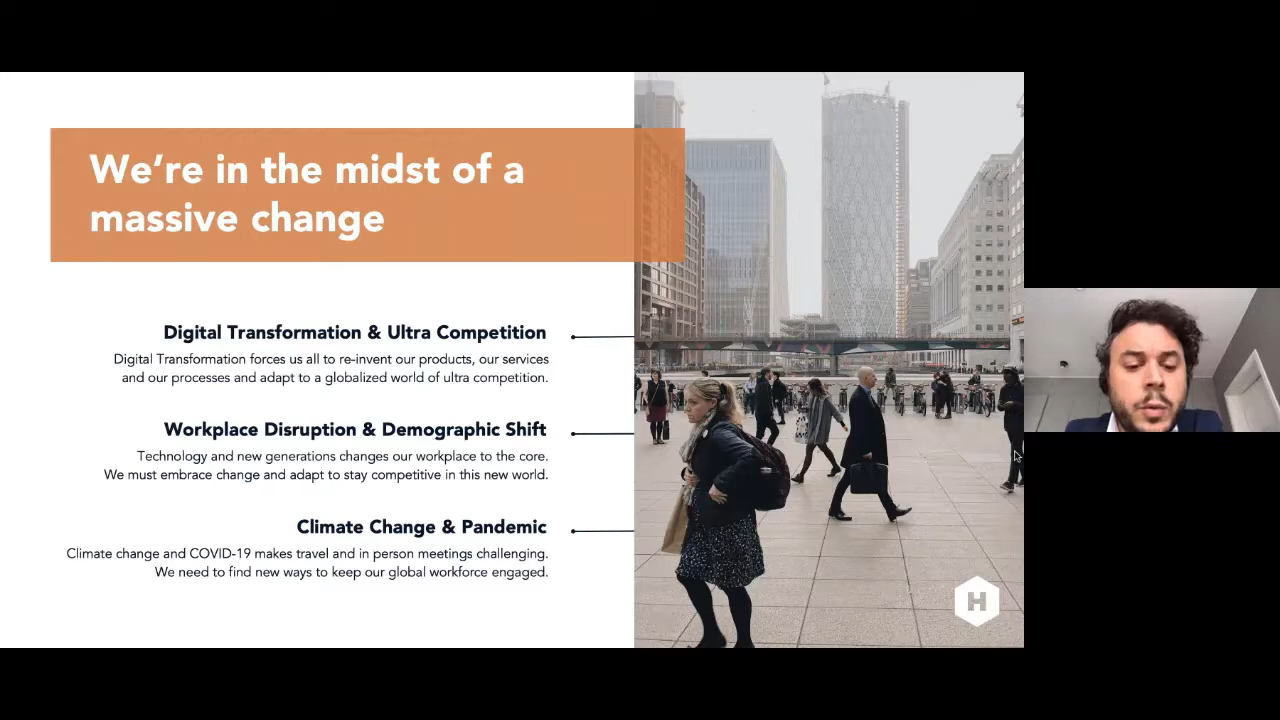 We're in the midst of a
massive change
Digital Transformation & Ultra Competition
Digital Transformation forces us all to re-invent our products, our services
and our processes and adapt to a globalized world of ultra competition.
Workplace Disruption & Demographic Shift
Technology and new generations changes our workplace to the core.
We must embrace change and adapt to stay competitive in this new world.
Climate Change & Pandemic
Climate change and COVID-19 makes travel and in person meetings challenging.
We need to find new ways to keep our global workforce engaged.
H